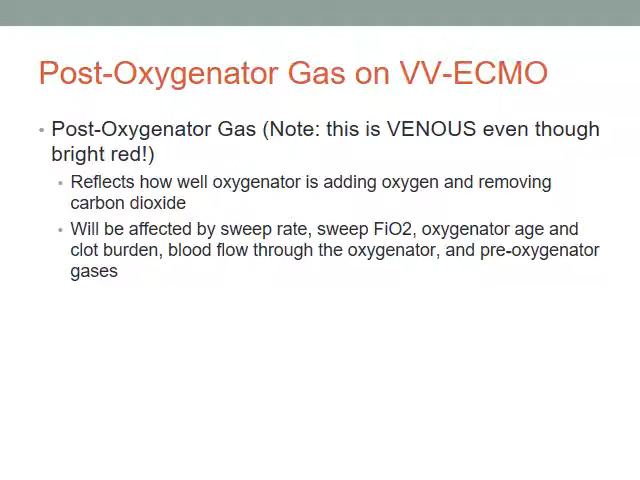 Post-Oxygenator Gas on VV-ECMO
• Post-Oxygenator Gas (Note: this is VENOUS even though
bright red!)
• Reflects how well oxygenator is adding oxygen and removing
carbon dioxide
• Will be affected by sweep rate, sweep FiO2, oxygenator age and
clot burden, blood flow through the oxygenator, and pre-oxygenator
gases